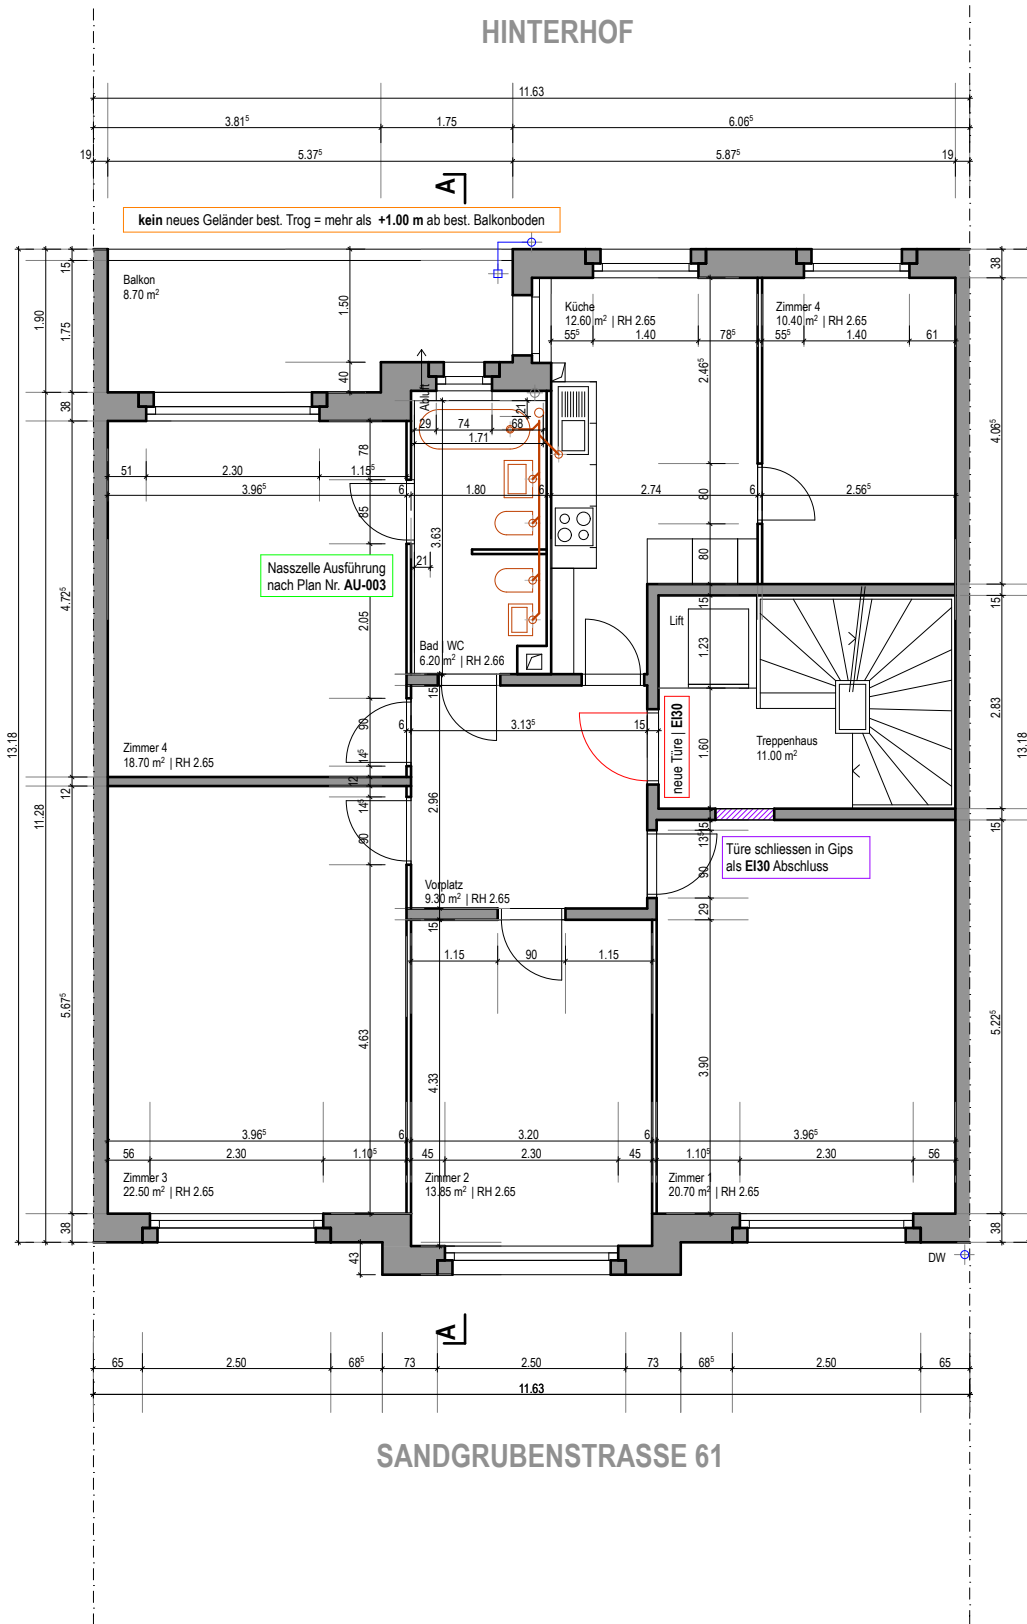 HINTERHOF
11.63
3.81⁵ 1.75 6.06⁵
19 5.37⁵ 5.87⁵ 19
A
kein neues Geländer best. Trog = mehr als +1.00 m ab best. Balkonboden
15
1.90
1.75
38
Balkon
8.70 m²
1.50
40
Abluft
Küche
12.60 m² | RH 2.65
55⁵ 1.40 78⁵
Zimmer 4
10.40 m² | RH 2.65
55⁵ 1.40 61
38
2.46⁵
4.06⁵
21
29 74 68
1.71
78
51 2.30 1.15⁵
3.96⁵ 6 1.80 6 2.74 6 2.56⁵
85
3.63
80
80
Nasszelle Ausführung
nach Plan Nr. AU-003
21
4.72⁵
2.05
15
15
Lift
1.23
Bad | WC
6.20 m² | RH 2.66
15
90
6 3.13⁵ 15
neue Türe | EI30
1.60
2.83
Treppenhaus
11.00 m²
13.18
13.18
Zimmer 4
18.70 m² | RH 2.65
14⁵
12
12
11.28
14⁵
2.96
90
15
13⁵
15
Türe schliessen in Gips
als EI30 Abschluss
90
Vorplatz
9.30 m² | RH 2.65
29
15
1.15 90 1.15
5.67⁵
4.63
4.33
3.90
5.22⁵
3.96⁵ 6 3.20 6 3.96⁵
56 2.30 1.10⁵ 45 2.30 45 1.10⁵ 2.30 56
Zimmer 3
22.50 m² | RH 2.65
Zimmer 2
13.85 m² | RH 2.65
Zimmer 1
20.70 m² | RH 2.65
38
38
43
DW
A
65 2.50 68⁵ 73 2.50 73 68⁵ 2.50 65
11.63
SANDGRUBENSTRASSE 61